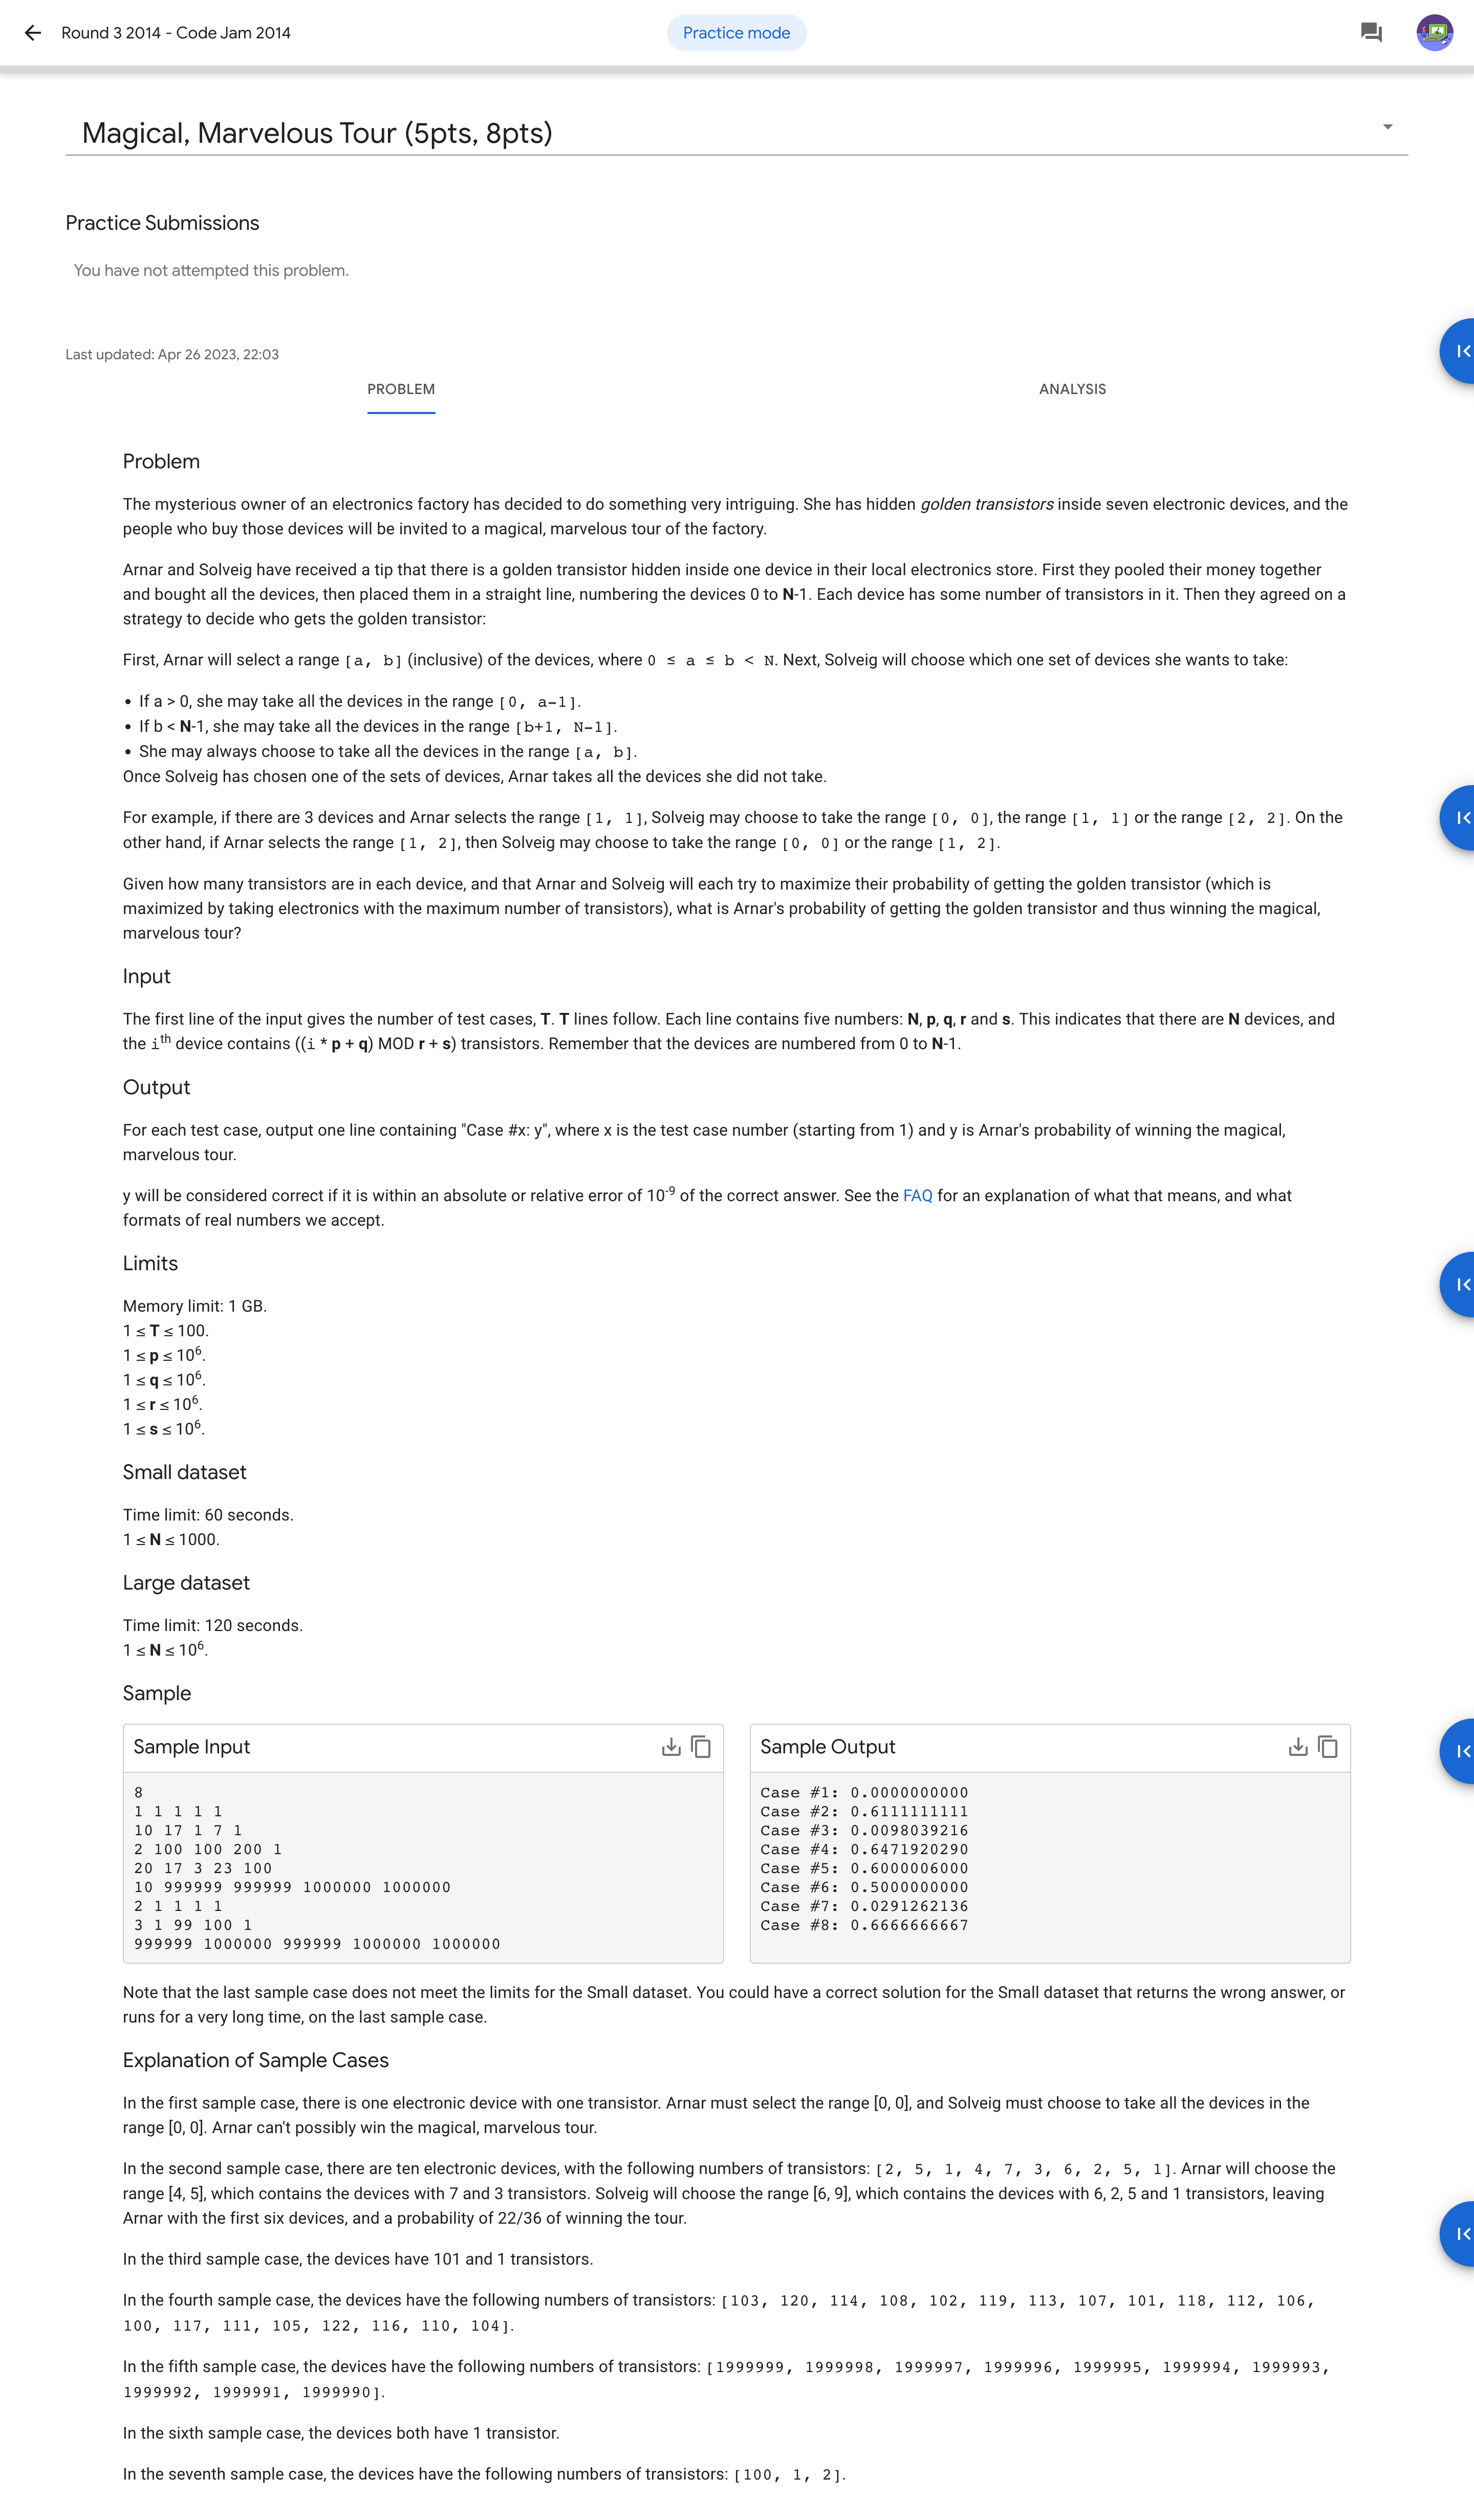 Round 3 2014 - Code Jam 2014
Practice mode
Magical, Marvelous Tour (5pts, 8pts)
Practice Submissions
You have not attempted this problem.
Last updated: Apr 26 2023, 22:03
PROBLEM
ANALYSIS
Problem
The mysterious owner of an electronics factory has decided to do something very intriguing. She has hidden golden transistors inside seven electronic devices, and the
people who buy those devices will be invited to a magical, marvelous tour of the factory.
Arnar and Solveig have received a tip that there is a golden transistor hidden inside one device in their local electronics store. First they pooled their money together
and bought all the devices, then placed them in a straight line, numbering the devices 0 to N-1. Each device has some number of transistors in it. Then they agreed on a
strategy to decide who gets the golden transistor:
First, Arnar will select a range [a, b] (inclusive) of the devices, where 0 ≤ a ≤ b < N. Next, Solveig will choose which one set of devices she wants to take:
• If a > 0, she may take all the devices in the range [0, a-1].
• If b < N-1, she may take all the devices in the range [b+1, N-1].
• She may always choose to take all the devices in the range [a, b].
Once Solveig has chosen one of the sets of devices, Arnar takes all the devices she did not take.
For example, if there are 3 devices and Arnar selects the range [1, 1], Solveig may choose to take the range [0, 0], the range [1, 1] or the range [2, 2]. On the
other hand, if Arnar selects the range [1, 2], then Solveig may choose to take the range [0, 0] or the range [1, 2].
Given how many transistors are in each device, and that Arnar and Solveig will each try to maximize their probability of getting the golden transistor (which is
maximized by taking electronics with the maximum number of transistors), what is Arnar's probability of getting the golden transistor and thus winning the magical,
marvelous tour?
Input
The first line of the input gives the number of test cases, T. T lines follow. Each line contains five numbers: N, p, q, r and s. This indicates that there are N devices, and
the ith device contains ((i * p + q) MOD r + s) transistors. Remember that the devices are numbered from 0 to N-1.
Output
For each test case, output one line containing "Case #x: y", where x is the test case number (starting from 1) and y is Arnar's probability of winning the magical,
marvelous tour.
y will be considered correct if it is within an absolute or relative error of 10-9 of the correct answer. See the FAQ for an explanation of what that means, and what
formats of real numbers we accept.
Limits
Memory limit: 1 GB.
1 ≤ T ≤ 100.
1 ≤ p ≤ 10⁶.
1 ≤ q ≤ 10⁶.
1 ≤ r ≤ 10⁶.
1 ≤ s ≤ 10⁶.
Small dataset
Time limit: 60 seconds.
1 ≤ N ≤ 1000.
Large dataset
Time limit: 120 seconds.
1 ≤ N ≤ 10⁶.
Sample
Sample Input
8
1 1 1 1 1
10 17 1 7 1
2 100 100 200 1
20 17 3 23 100
10 999999 999999 1000000 1000000
2 1 1 1 1
3 1 99 100 1
999999 1000000 999999 1000000 1000000
Sample Output
Case #1: 0.0000000000
Case #2: 0.6111111111
Case #3: 0.0098039216
Case #4: 0.6471920290
Case #5: 0.6000006000
Case #6: 0.5000000000
Case #7: 0.0291262136
Case #8: 0.6666666667
Note that the last sample case does not meet the limits for the Small dataset. You could have a correct solution for the Small dataset that returns the wrong answer, or
runs for a very long time, on the last sample case.
Explanation of Sample Cases
In the first sample case, there is one electronic device with one transistor. Arnar must select the range [0, 0], and Solveig must choose to take all the devices in the
range [0, 0]. Arnar can't possibly win the magical, marvelous tour.
In the second sample case, there are ten electronic devices, with the following numbers of transistors: [2, 5, 1, 4, 7, 3, 6, 2, 5, 1]. Arnar will choose the
range [4, 5], which contains the devices with 7 and 3 transistors. Solveig will choose the range [6, 9], which contains the devices with 6, 2, 5 and 1 transistors, leaving
Arnar with the first six devices, and a probability of 22/36 of winning the tour.
In the third sample case, the devices have 101 and 1 transistors.
In the fourth sample case, the devices have the following numbers of transistors: [103, 120, 114, 108, 102, 119, 113, 107, 101, 118, 112, 106,
100, 117, 111, 105, 122, 116, 110, 104].
In the fifth sample case, the devices have the following numbers of transistors: [1999999, 1999998, 1999997, 1999996, 1999995, 1999994, 1999993,
1999992, 1999991, 1999990].
In the sixth sample case, the devices both have 1 transistor.
In the seventh sample case, the devices have the following numbers of transistors: [100, 1, 2].